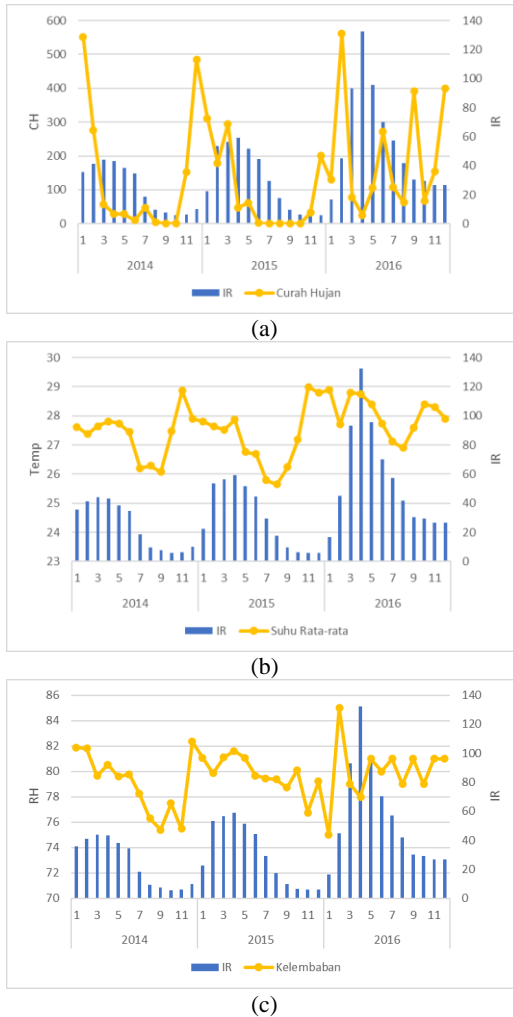 600 140
500 120
400 100
300 80
200 60
100 40
0 20
0
CH
IR
1 3 5 7 9 11 1 3 5 7 9 11 1 3 5 7 9 11
2014 2015 2016
IR Curah Hujan
(a)
30 140
29 120
28 100
27 80
26 60
25 40
24 20
23 0
Temp
IR
1 3 5 7 9 11 1 3 5 7 9 11 1 3 5 7 9 11
2014 2015 2016
IR Suhu Rata-rata
(b)
86 140
84 120
82 100
80 80
78 60
76 40
74 20
72 0
70
RH
IR
1 3 5 7 9 11 1 3 5 7 9 11 1 3 5 7 9 11
2014 2015 2016
IR Kelembaban
(c)